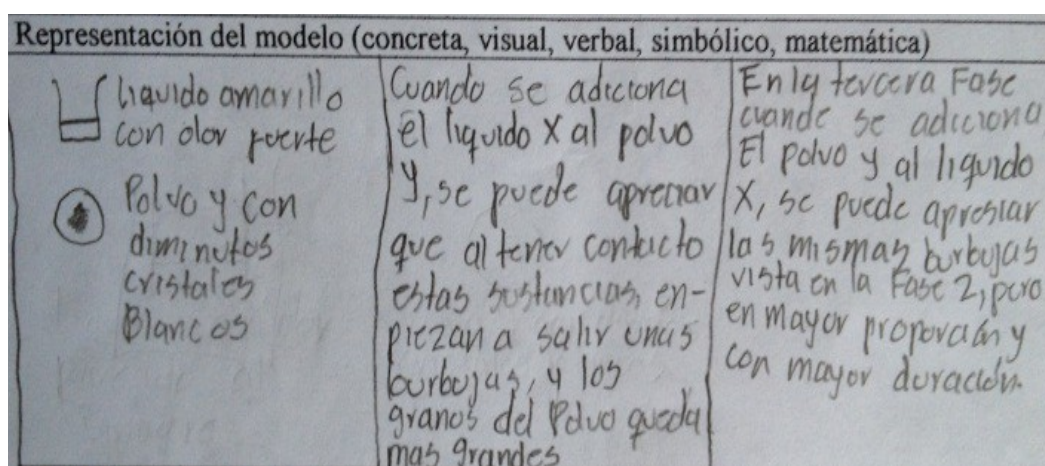 Representación del modelo (concreta, visual, verbal, simbólico, matemática)
liquido amarillo
con olor fuerte
Polvo y con
diminutos
cristales
Blancos
Cuando se adiciona
el liquido X al polvo
Y, se puede apreciar
que al tener contacto
estas sustancias, en-
piezan a salir unas
burbujas, y los
granos del Polvo queda
mas grandes
En la tercera Fase
cuando se adiciona
El polvo y al liquido
X, se puede apresiar
las mismas burbujas
vista en la Fase 2, pero
en mayor proporción y
con mayor duración.